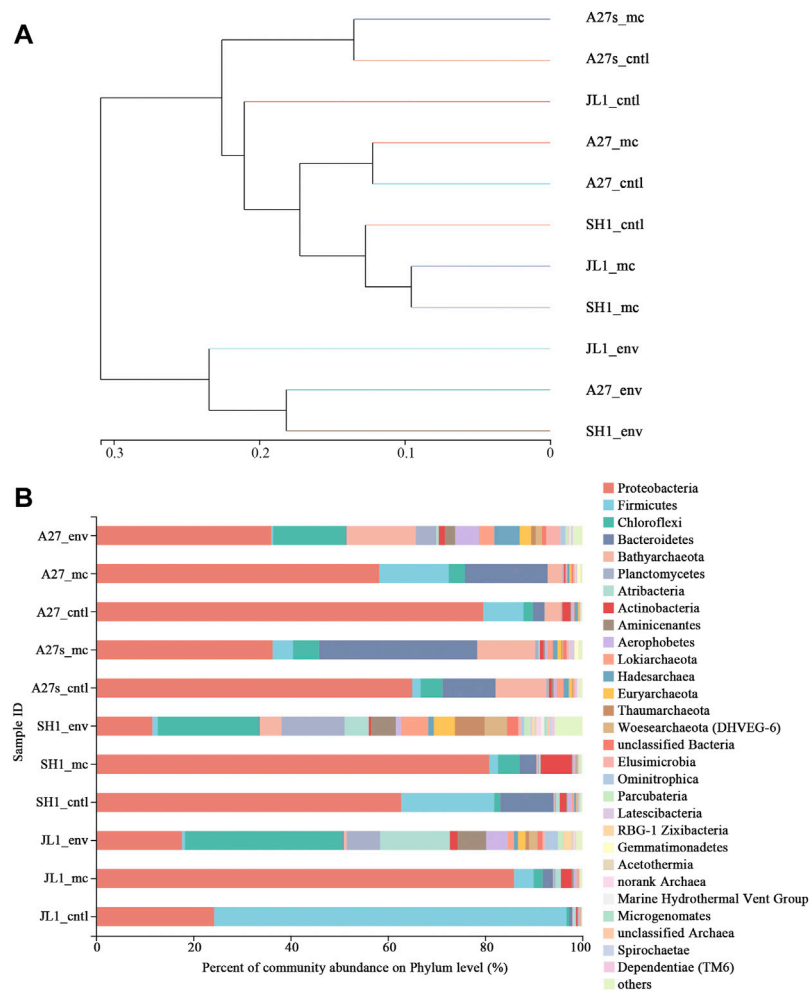 A
A27s_mc
A27s_cntl
JL1_cntl
A27_mc
A27_cntl
SH1_cntl
JL1_mc
SH1_mc
JL1_env
A27_env
SH1_env
0.3 0.2 0.1 0
B
A27_env
A27_mc
A27_cntl
A27s_mc
A27s_cntl
SH1_env
SH1_mc
SH1_cntl
JL1_env
JL1_mc
JL1_cntl
Sample ID
0 20 40 60 80 100
Percent of community abundance on Phylum level (%)
Proteobacteria
Firmicutes
Chloroflexi
Bacteroidetes
Bathyarchaeota
Planctomycetes
Atribacteria
Actinobacteria
Aminicenantes
Aerophobetes
Lokiarchaeota
Hadesarchaea
Euryarchaeota
Thaumarchaeota
Woesearchaeota (DHVEG-6)
unclassified Bacteria
Elusimicrobia
Ominitrophica
Parcubateria
Latescibacteria
RBG-1 Zixibacteria
Gemmatimonadetes
Acetothermia
norank Archaea
Marine Hydrothermal Vent Group
Microgenomates
unclassified Archaea
Spirochaetae
Dependentiae (TM6)
others